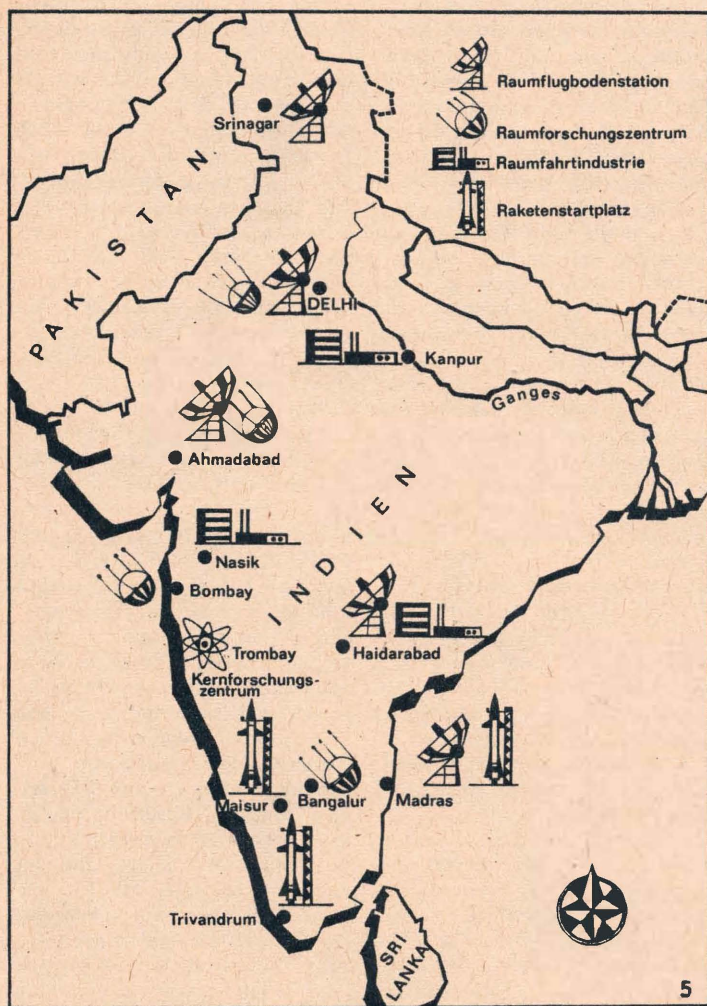 Raumflugbodenstation
Raumforschungszentrum
Raumfahrtindustrie
Raketenstartplatz
Srinagar
PAKISTAN
DELHI
Kanpur
Ganges
Ahmadabad
INDIEN
Nasik
Bombay
Trombay
Kernforschungs-
zentrum
Haidarabad
Maisur
Bangalur
Madras
Trivandrum
SRI
LANKA
5